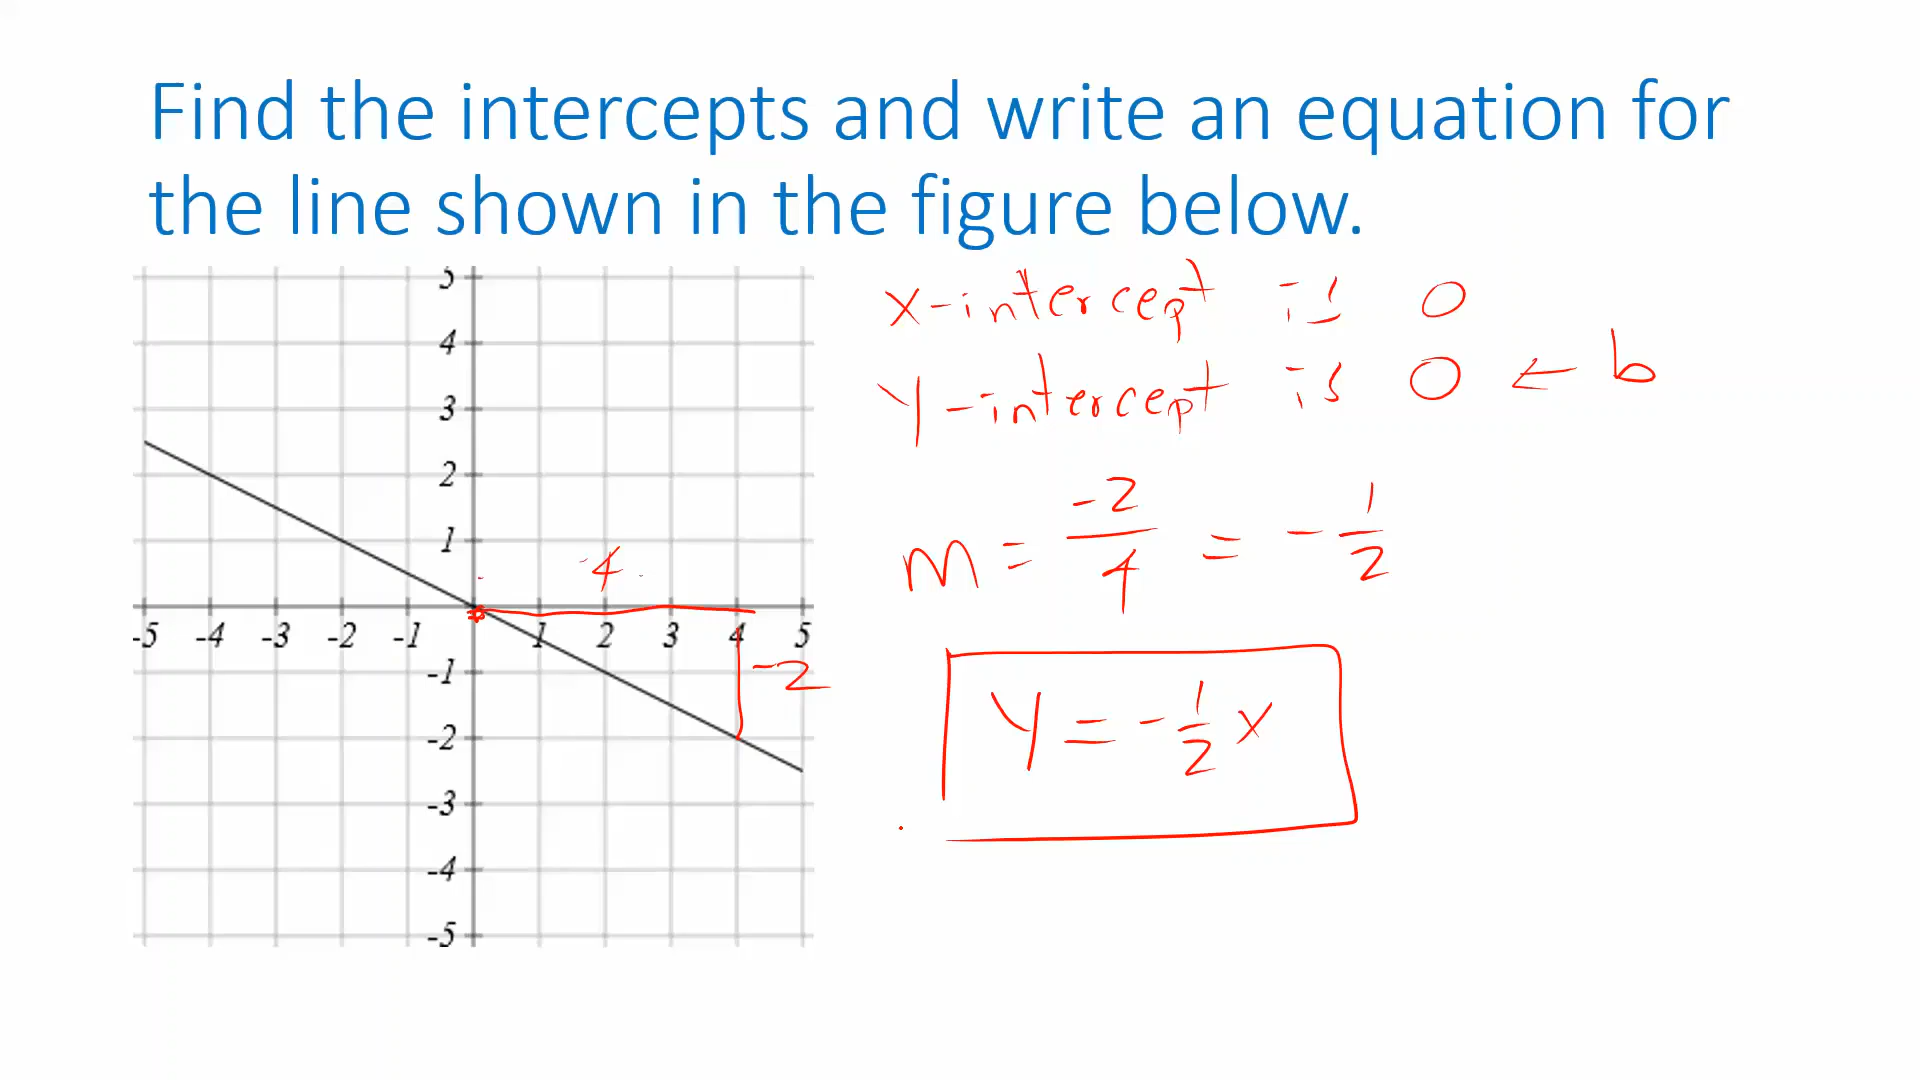 Find the intercepts and write an equation for
the line shown in the figure below.
x-intercept is 0
y-intercept is 0 ← b
m = -2/4 = -1/2
y = -1/2 x
5
4
3
2
1
4
-5 -4 -3 -2 -1 1 2 3 4 5
-1
-2
-2
-3
-4
-5